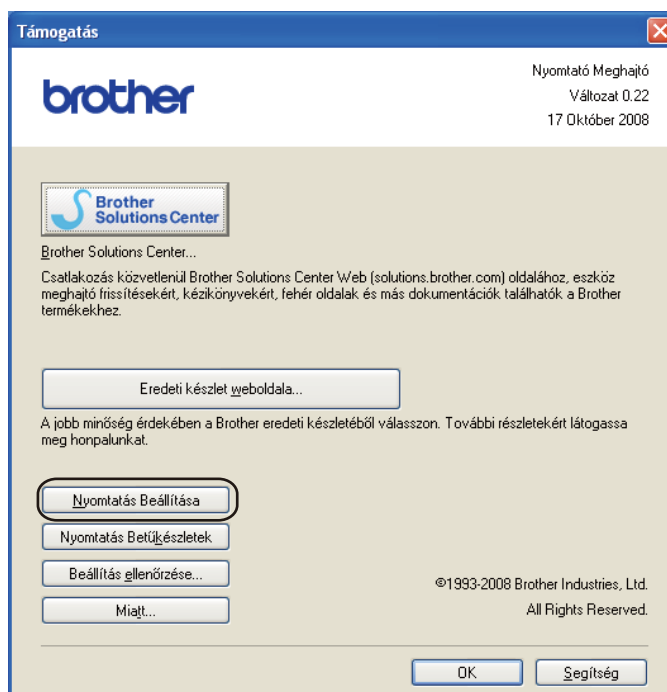 Támogatás
brother
Nyomtató Meghajtó
Változat 0.22
17 Október 2008
Brother
Solutions Center
Brother Solutions Center...
Csatlakozás közvetlenül Brother Solutions Center Web (solutions.brother.com) oldalához, eszköz
meghajtó frissítésekért, kézikönyvekért, fehér oldalak és más dokumentációk találhatók a Brother
termékekhez.
Eredeti készlet weboldala...
A jobb minőség érdekében a Brother eredeti készletéből válasszon. További részletekért látogassa
meg honpalunkat.
Nyomtatás Beállítása
Nyomtatás Betűkészletek
Beállítás ellenőrzése...
Miatt...
©1993-2008 Brother Industries, Ltd.
All Rights Reserved.
OK
Segítség